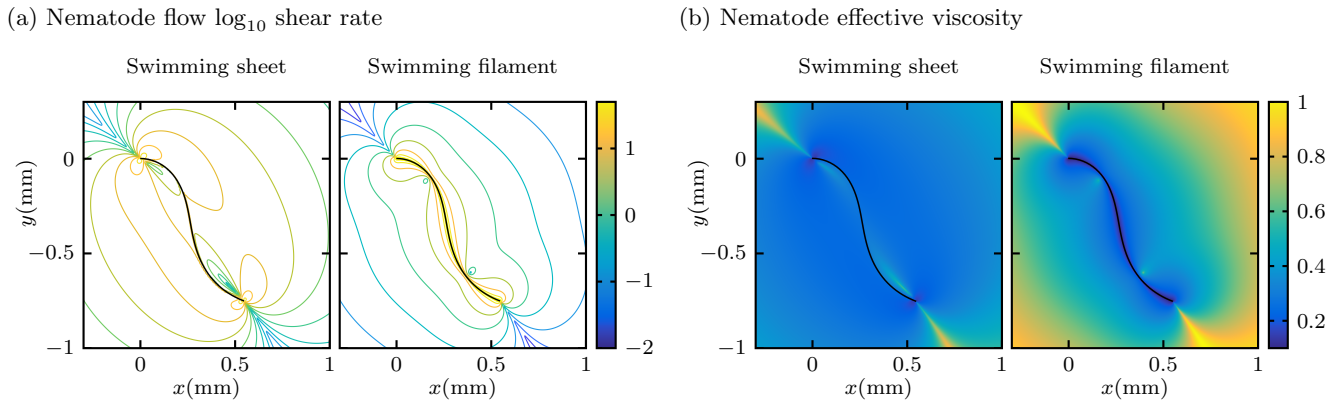 (a) Nematode flow log₁₀ shear rate
Swimming sheet
Swimming filament
0
−0.5
−1
y(mm)
0 0.5 1
x(mm)
0 0.5 1
x(mm)
1
0
−1
−2
(b) Nematode effective viscosity
Swimming sheet
Swimming filament
0
−0.5
−1
y(mm)
0 0.5 1
x(mm)
0 0.5 1
x(mm)
1
0.8
0.6
0.4
0.2